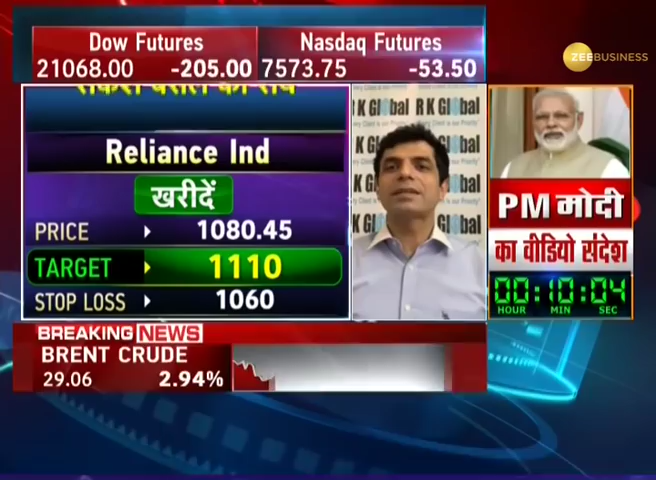 Dow Futures
21068.00 -205.00
Nasdaq Futures
7573.75 -53.50
ZEEBUSINESS
Reliance Ind
खरीदें
PRICE 1080.45
TARGET 1110
STOP LOSS 1060
RK Global
PM मोदी
का वीडियो संदेश
00:10:04
HOUR MIN SEC
BREAKING NEWS
BRENT CRUDE
29.06 2.94%